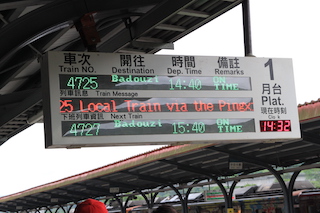 車次 開往 時間 備註 1
Train NO. Destination Dep. Time Remarks 月台
4725 Badouzi 14:40 ON TIME Plat.
列車訊息 Train Message 現在時刻
25 Local Train via the Pingxi
下班列車資訊 Next Train 14:32
4727 Badouzi 15:40 ON TIME